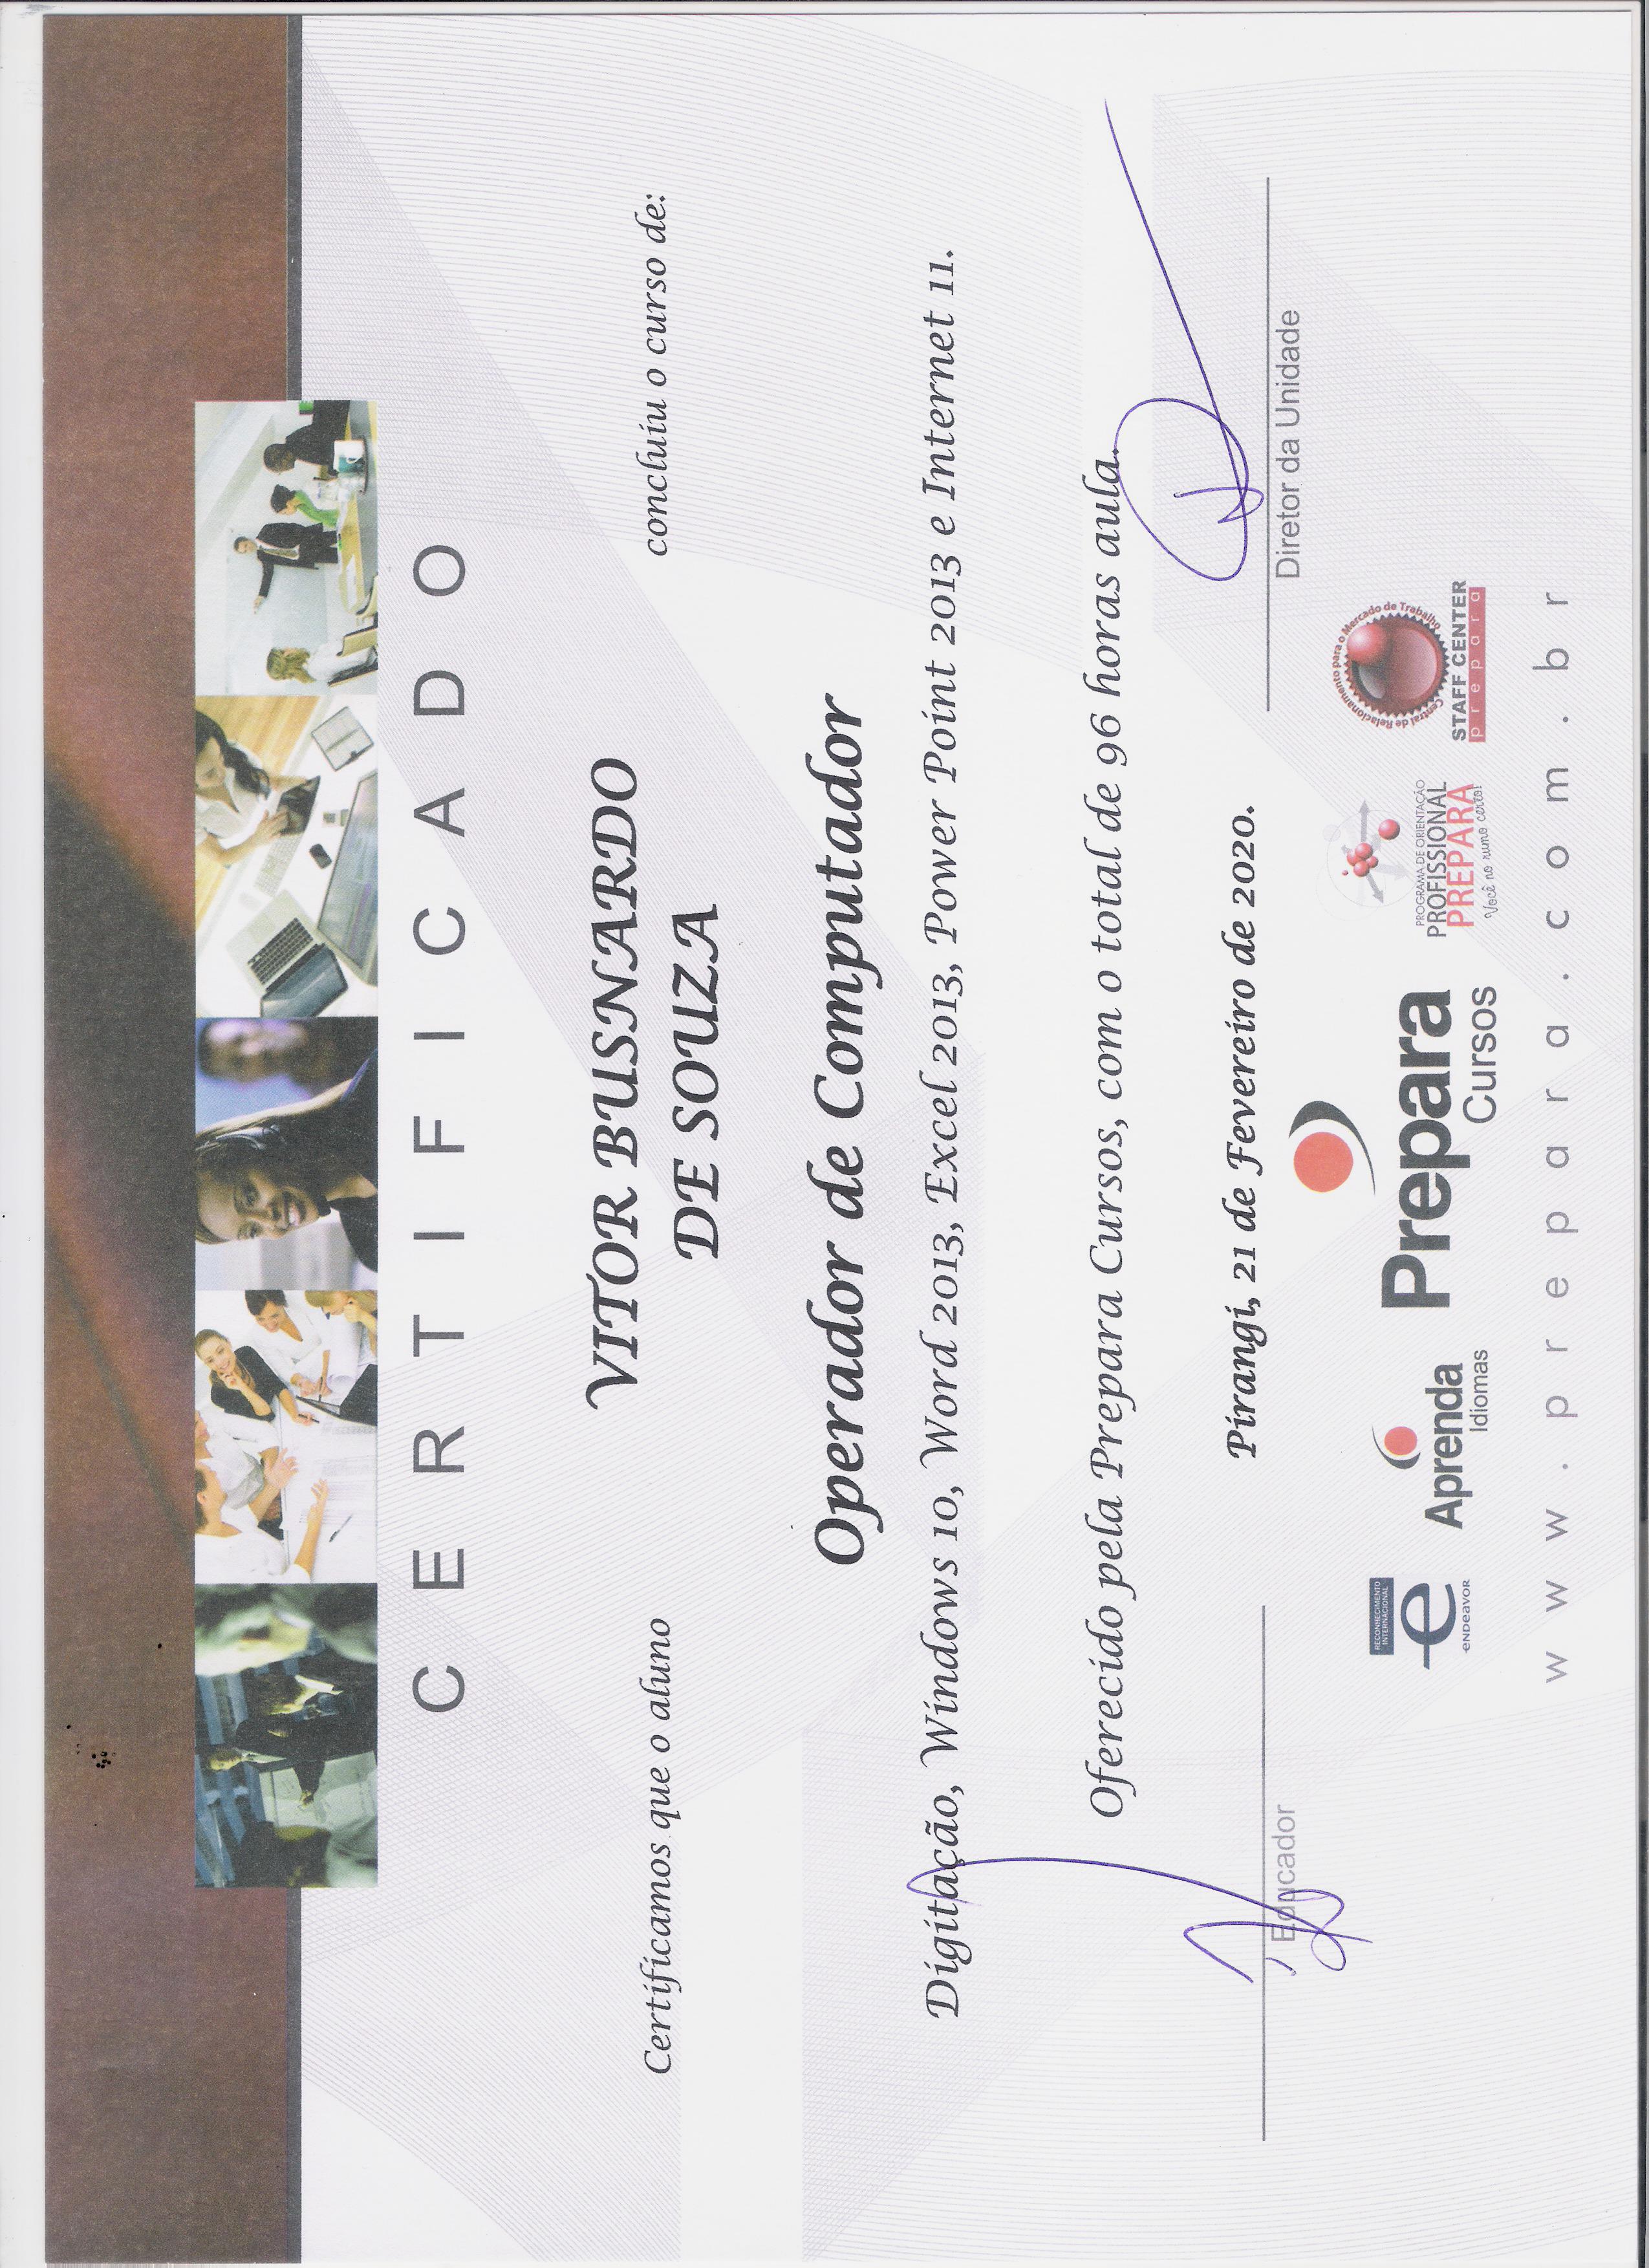 CERTIFICADO
Certificamos que o aluno VITOR BUSNARDO DE SOUZA concluiu o curso de:
Operador de Computador
Digitação, Windows 10, Word 2013, Excel 2013, Power Point 2013 e Internet 11.
Oferecido pela Prepara Cursos, com o total de 96 horas aula.
Pirangi, 21 de Fevereiro de 2020.
Educador
Diretor da Unidade
RECONHECIMENTO
INTERNACIONAL
e
ENDEAVOR
Aprenda
Idiomas
Prepara
Cursos
PROGRAMA DE ORIENTAÇÃO
PROFISSIONAL
PREPARA
Você no rumo certo!
Central de Relacionamento para o Mercado de Trabalho
STAFF CENTER
prepara
www.prepara.com.br